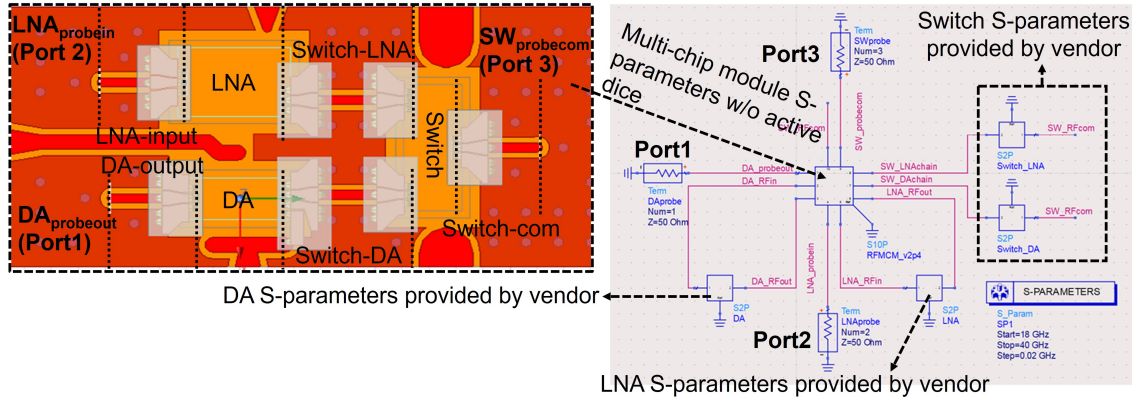 LNAprobein
(Port 2)
Switch-LNA
SWprobecom
(Port 3)
LNA
LNA-input
DA-output
Switch
DA
DAprobeout
(Port1)
Switch-com
Switch-DA
DA S-parameters provided by vendor
Multi-chip module S-
parameters w/o active
dice
Port3
Term
SWprobe
Num=3
Z=50 Ohm
SW_probecom
Switch S-parameters
provided by vendor
S2P
Switch_LNA
SW_RFcom
S2P
Switch_DA
SW_RFcom
Port1
Term
DAprobe
Num=1
Z=50 Ohm
DA_probeout
DA_RFin
SW_LNAchain
SW_DAchain
LNA_RFout
S10P
RFMCM_v2p4
DA_RFout
LNA_probein
LNA_RFin
S2P
DA
S2P
LNA
Port2
Term
LNAprobe
Num=2
Z=50 Ohm
S-PARAMETERS
S_Param
SP1
Start=18 GHz
Stop=40 GHz
Step=0.02 GHz
LNA S-parameters provided by vendor